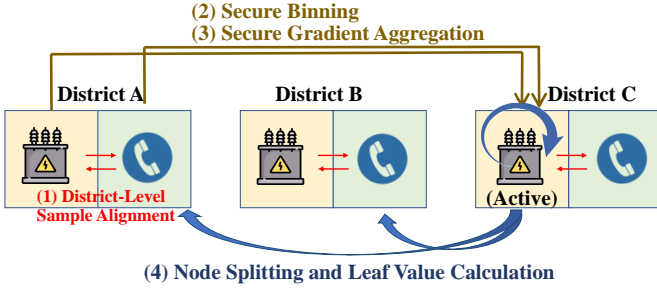 (2) Secure Binning
(3) Secure Gradient Aggregation
District A
District B
District C
(1) District-Level
Sample Alignment
(Active)
(4) Node Splitting and Leaf Value Calculation